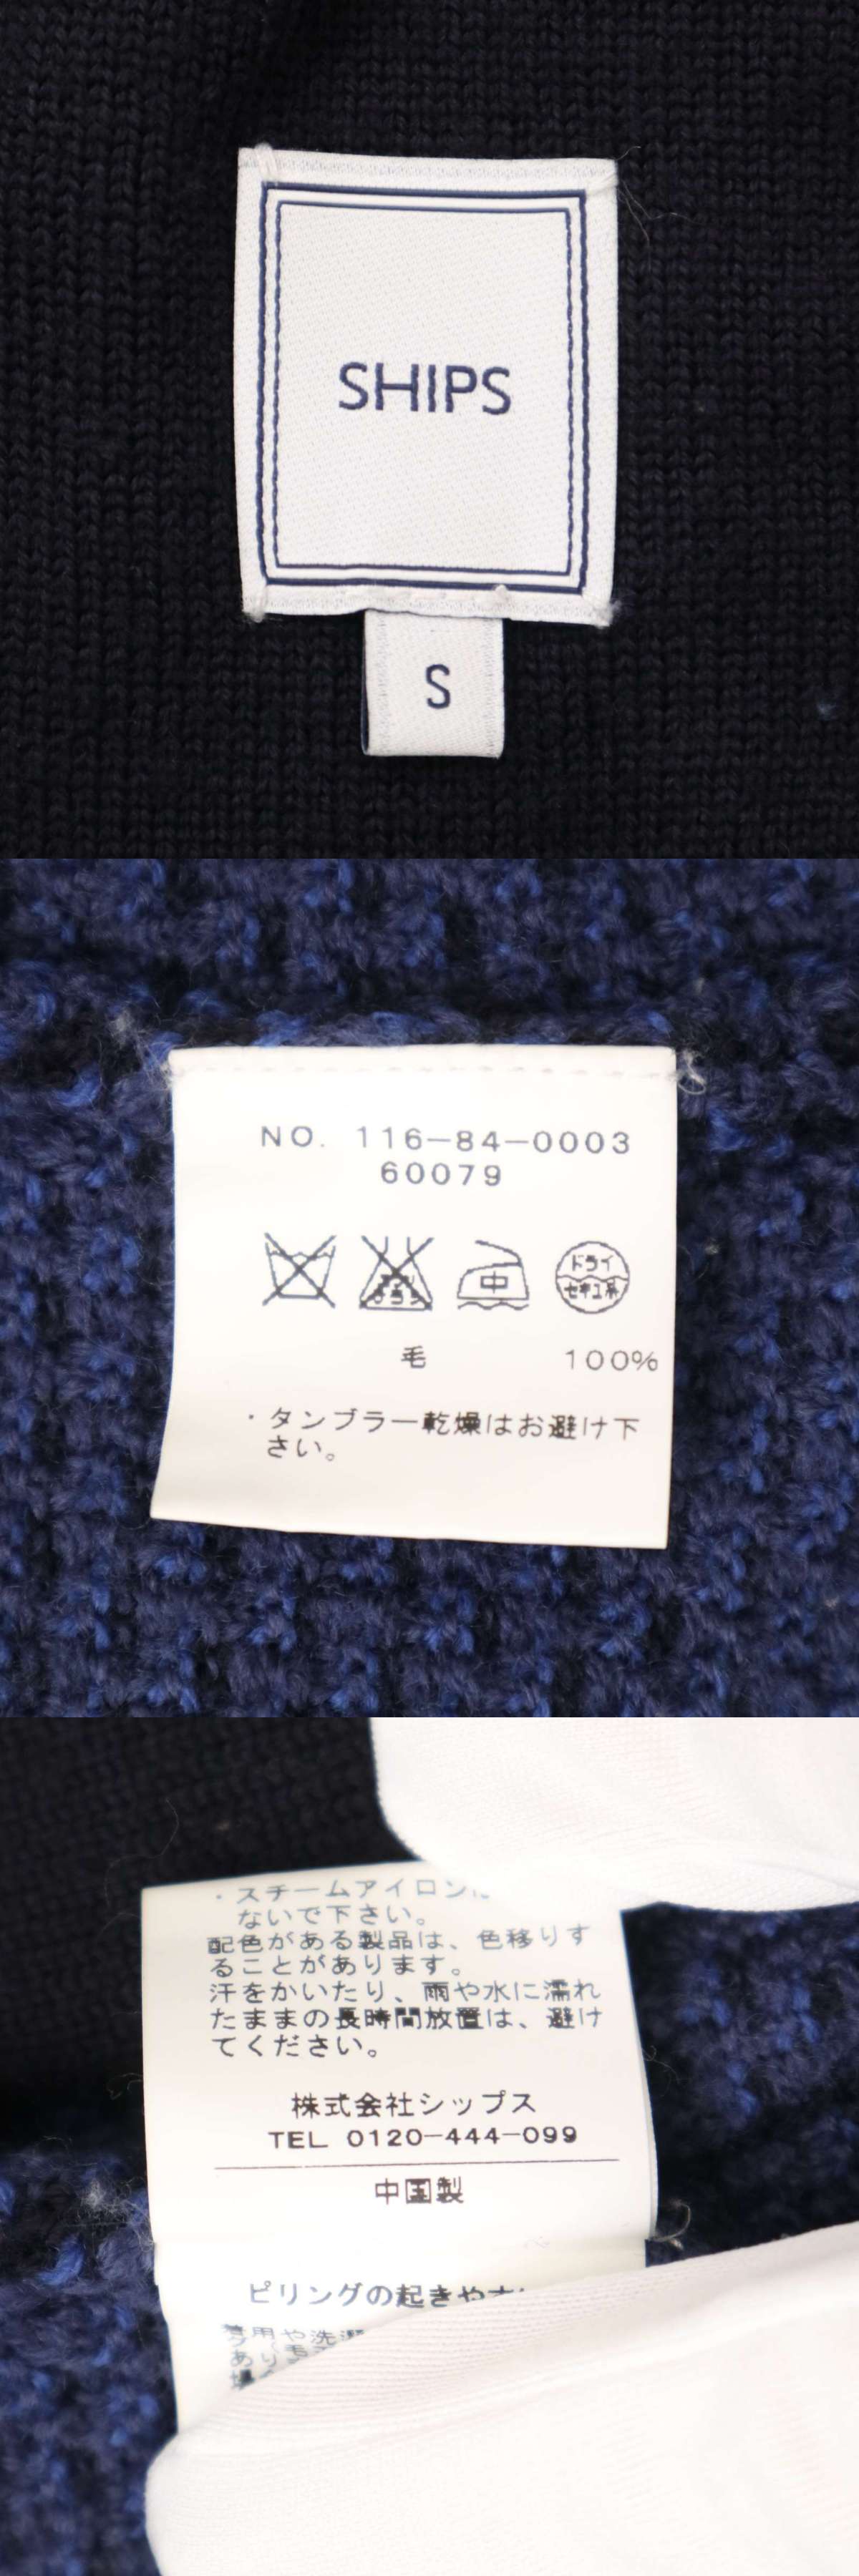 SHIPS
S
NO. 116-84-0003
60079
中
ドライ
セキユ系
毛 100%
・タンブラー乾燥はお避け下
さい。
・スチームアイロン
ないで下さい。
配色がある製品は、色移りす
ることがあります。
汗をかいたり、雨や水に濡れ
たままの長時間放置は、避け
てください。
株式会社シップス
TEL 0120-444-099
中国製
ピリングの起きやす
着用や洗濯